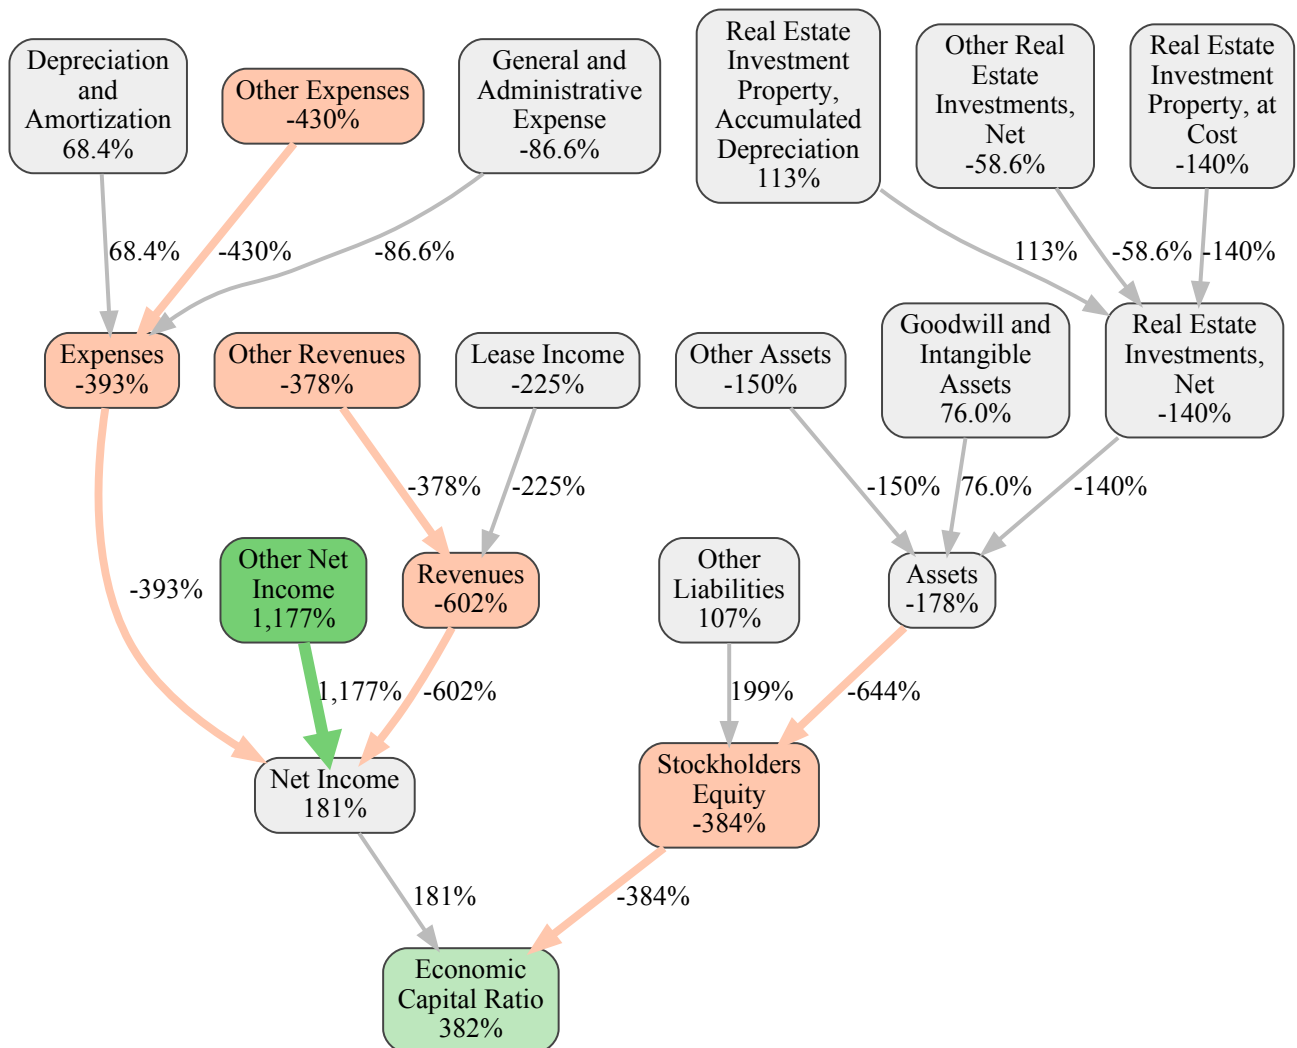 Depreciation
and
Amortization
68.4%
Other Expenses
-430%
General and
Administrative
Expense
-86.6%
Real Estate
Investment
Property,
Accumulated
Depreciation
113%
Other Real
Estate
Investments,
Net
-58.6%
Real Estate
Investment
Property, at
Cost
-140%
68.4%
-430%
-86.6%
113%
-58.6%
-140%
Expenses
-393%
Other Revenues
-378%
Lease Income
-225%
Other Assets
-150%
Goodwill and
Intangible
Assets
76.0%
Real Estate
Investments,
Net
-140%
-378%
-225%
-150%
76.0%
-140%
-393%
Other Net
Income
1,177%
Revenues
-602%
Other
Liabilities
107%
Assets
-178%
1,177%
-602%
199%
-644%
Net Income
181%
Stockholders
Equity
-384%
181%
-384%
Economic
Capital Ratio
382%